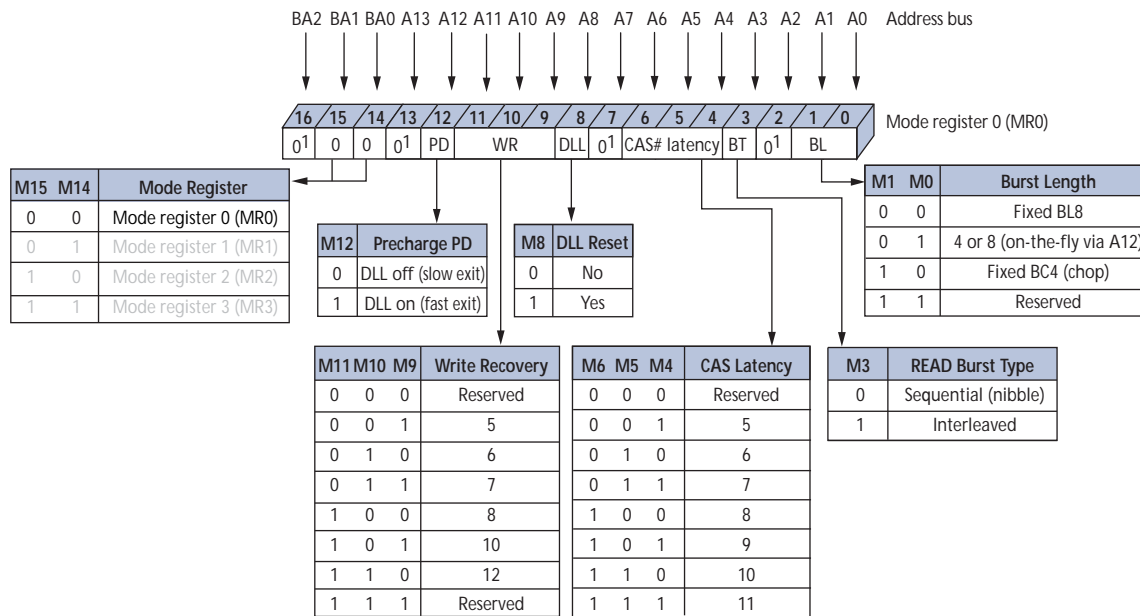 BA2 BA1 BA0 A13 A12 A11 A10 A9 A8 A7 A6 A5 A4 A3 A2 A1 A0 Address bus
16 15 14 13 12 11 10 9 8 7 6 5 4 3 2 1 0 Mode register 0 (MR0)
0¹ 0 0 0¹ PD WR DLL 0¹ CAS# latency BT 0¹ BL
M15 M14 Mode Register
0 0 Mode register 0 (MR0)
0 1 Mode register 1 (MR1)
1 0 Mode register 2 (MR2)
1 1 Mode register 3 (MR3)
M12 Precharge PD
0 DLL off (slow exit)
1 DLL on (fast exit)
M8 DLL Reset
0 No
1 Yes
M1 M0 Burst Length
0 0 Fixed BL8
0 1 4 or 8 (on-the-fly via A12)
1 0 Fixed BC4 (chop)
1 1 Reserved
M11 M10 M9 Write Recovery
0 0 0 Reserved
0 0 1 5
0 1 0 6
0 1 1 7
1 0 0 8
1 0 1 10
1 1 0 12
1 1 1 Reserved
M6 M5 M4 CAS Latency
0 0 0 Reserved
0 0 1 5
0 1 0 6
0 1 1 7
1 0 0 8
1 0 1 9
1 1 0 10
1 1 1 11
M3 READ Burst Type
0 Sequential (nibble)
1 Interleaved